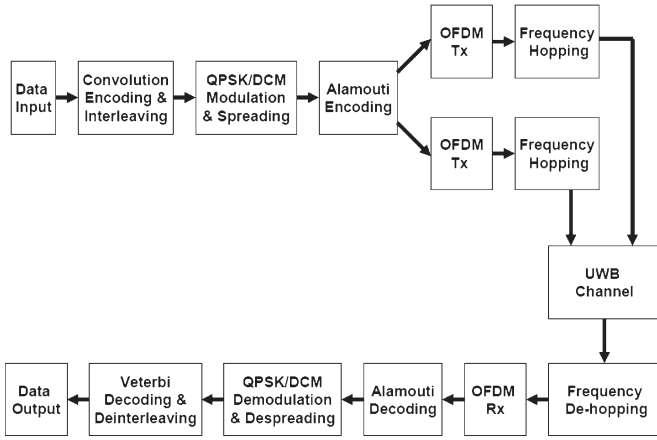 Data
Input
Convolution
Encoding &
Interleaving
QPSK/DCM
Modulation
& Spreading
Alamouti
Encoding
OFDM
Tx
Frequency
Hopping
OFDM
Tx
Frequency
Hopping
UWB
Channel
Data
Output
Veterbi
Decoding &
Deinterleaving
QPSK/DCM
Demodulation
& Despreading
Alamouti
Decoding
OFDM
Rx
Frequency
De-hopping